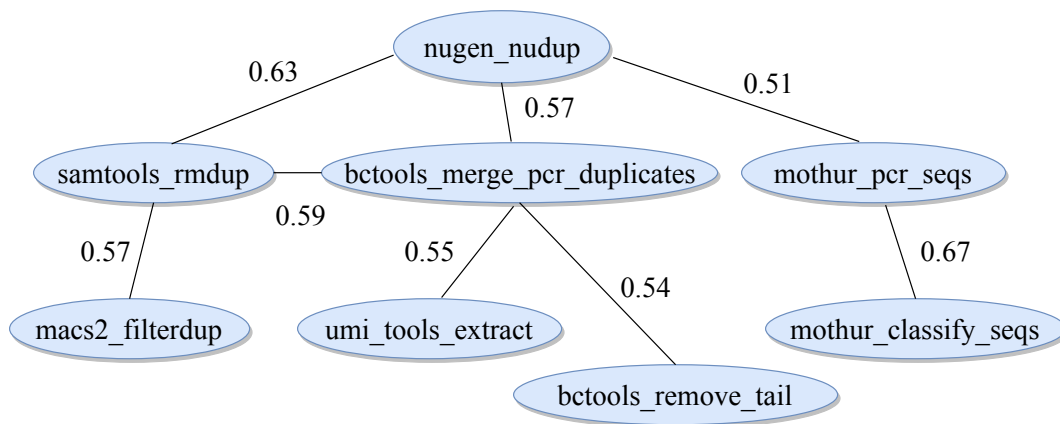 nugen_nudup
0.63
0.57
0.51
samtools_rmdup
bctools_merge_pcr_duplicates
mothur_pcr_seqs
0.59
0.57
0.55
0.54
0.67
macs2_filterdup
umi_tools_extract
mothur_classify_seqs
bctools_remove_tail